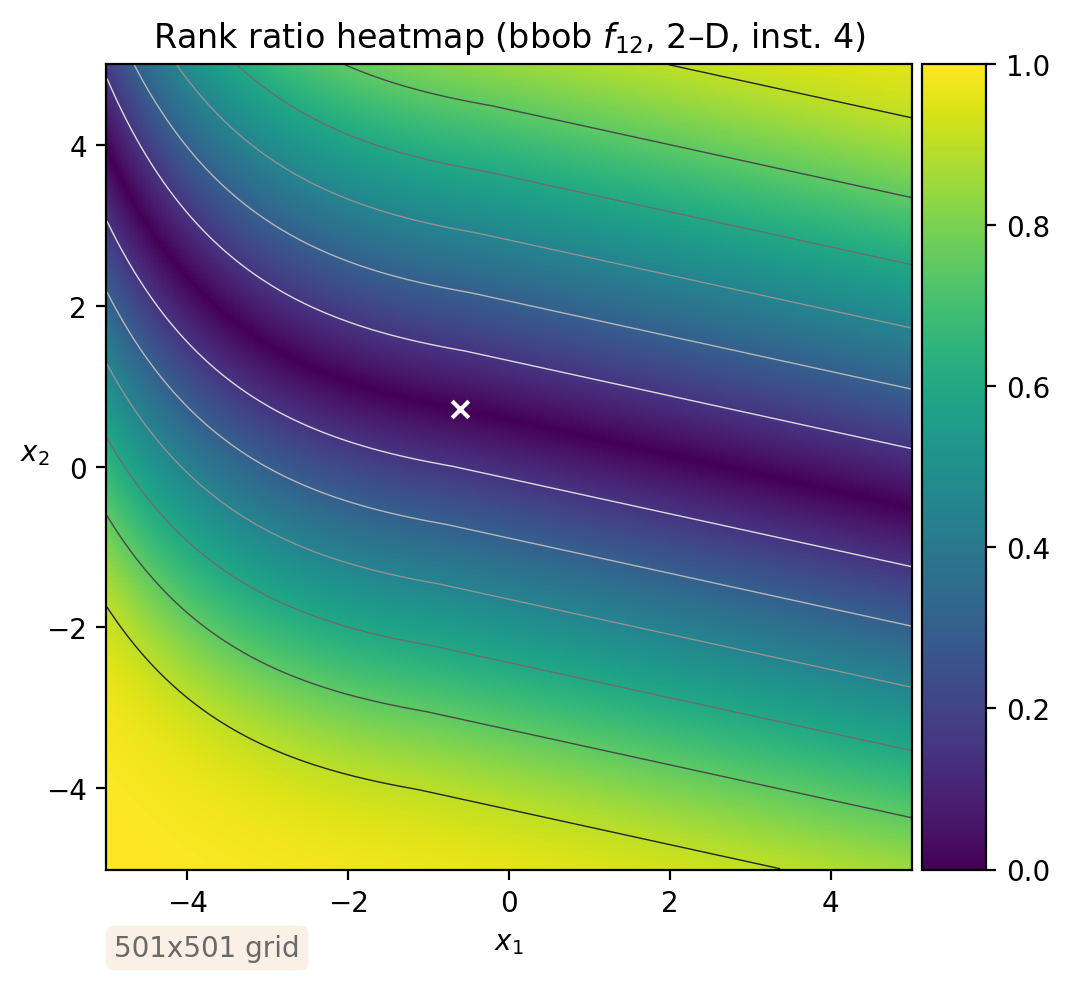 Rank ratio heatmap (bbob f₁₂, 2–D, inst. 4)
1.0
0.8
0.6
0.4
0.2
0.0
4
2
0
−2
−4
x₂
−4 −2 0 2 4
x₁
501x501 grid